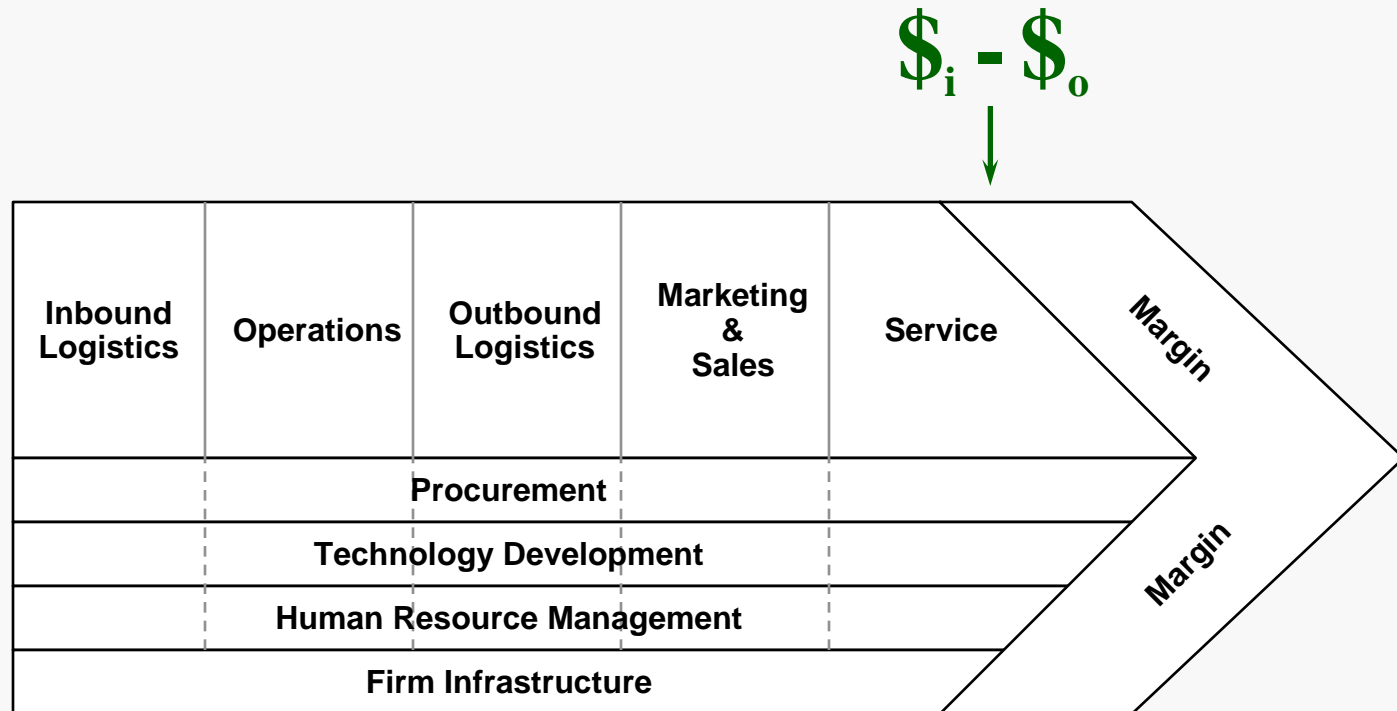 $i - $o
Inbound
Logistics
Operations
Outbound
Logistics
Marketing
&
Sales
Service
Margin
Procurement
Technology Development
Human Resource Management
Firm Infrastructure
Margin